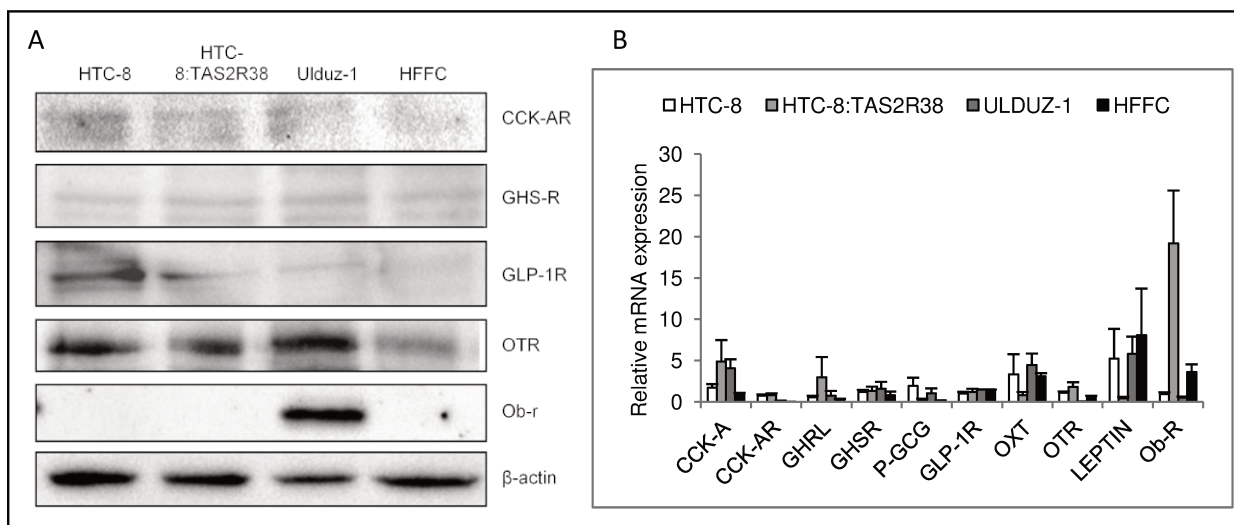 A
HTC-8
HTC-
8:TAS2R38
Ulduz-1
HFFC
CCK-AR
GHS-R
GLP-1R
OTR
Ob-r
β-actin
B
HTC-8
HTC-8:TAS2R38
ULDUZ-1
HFFC
Relative mRNA expression
30
25
20
15
10
5
0
CCK-A
CCK-AR
GHRL
GHSR
P-GCG
GLP-1R
OXT
OTR
LEPTIN
Ob-R